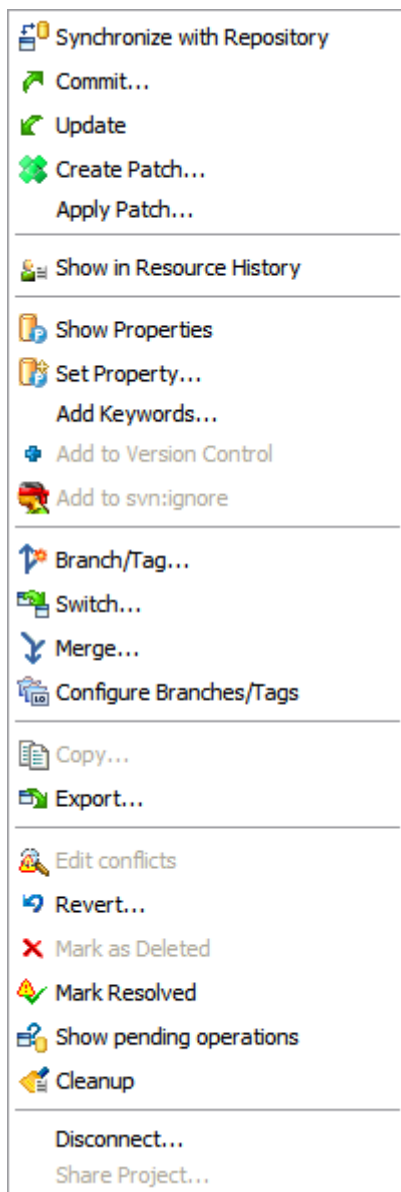 Synchronize with Repository
Commit...
Update
Create Patch...
Apply Patch...
Show in Resource History
Show Properties
Set Property...
Add Keywords...
Add to Version Control
Add to svn:ignore
Branch/Tag...
Switch...
Merge...
Configure Branches/Tags
Copy...
Export...
Edit conflicts
Revert...
Mark as Deleted
Mark Resolved
Show pending operations
Cleanup
Disconnect...
Share Project...